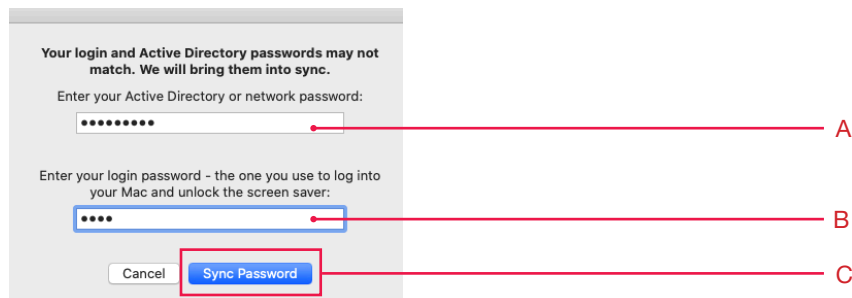 Your login and Active Directory passwords may not
match. We will bring them into sync.
Enter your Active Directory or network password:
•••••••••
A
Enter your login password - the one you use to log into
your Mac and unlock the screen saver:
••••
B
Cancel
Sync Password
C